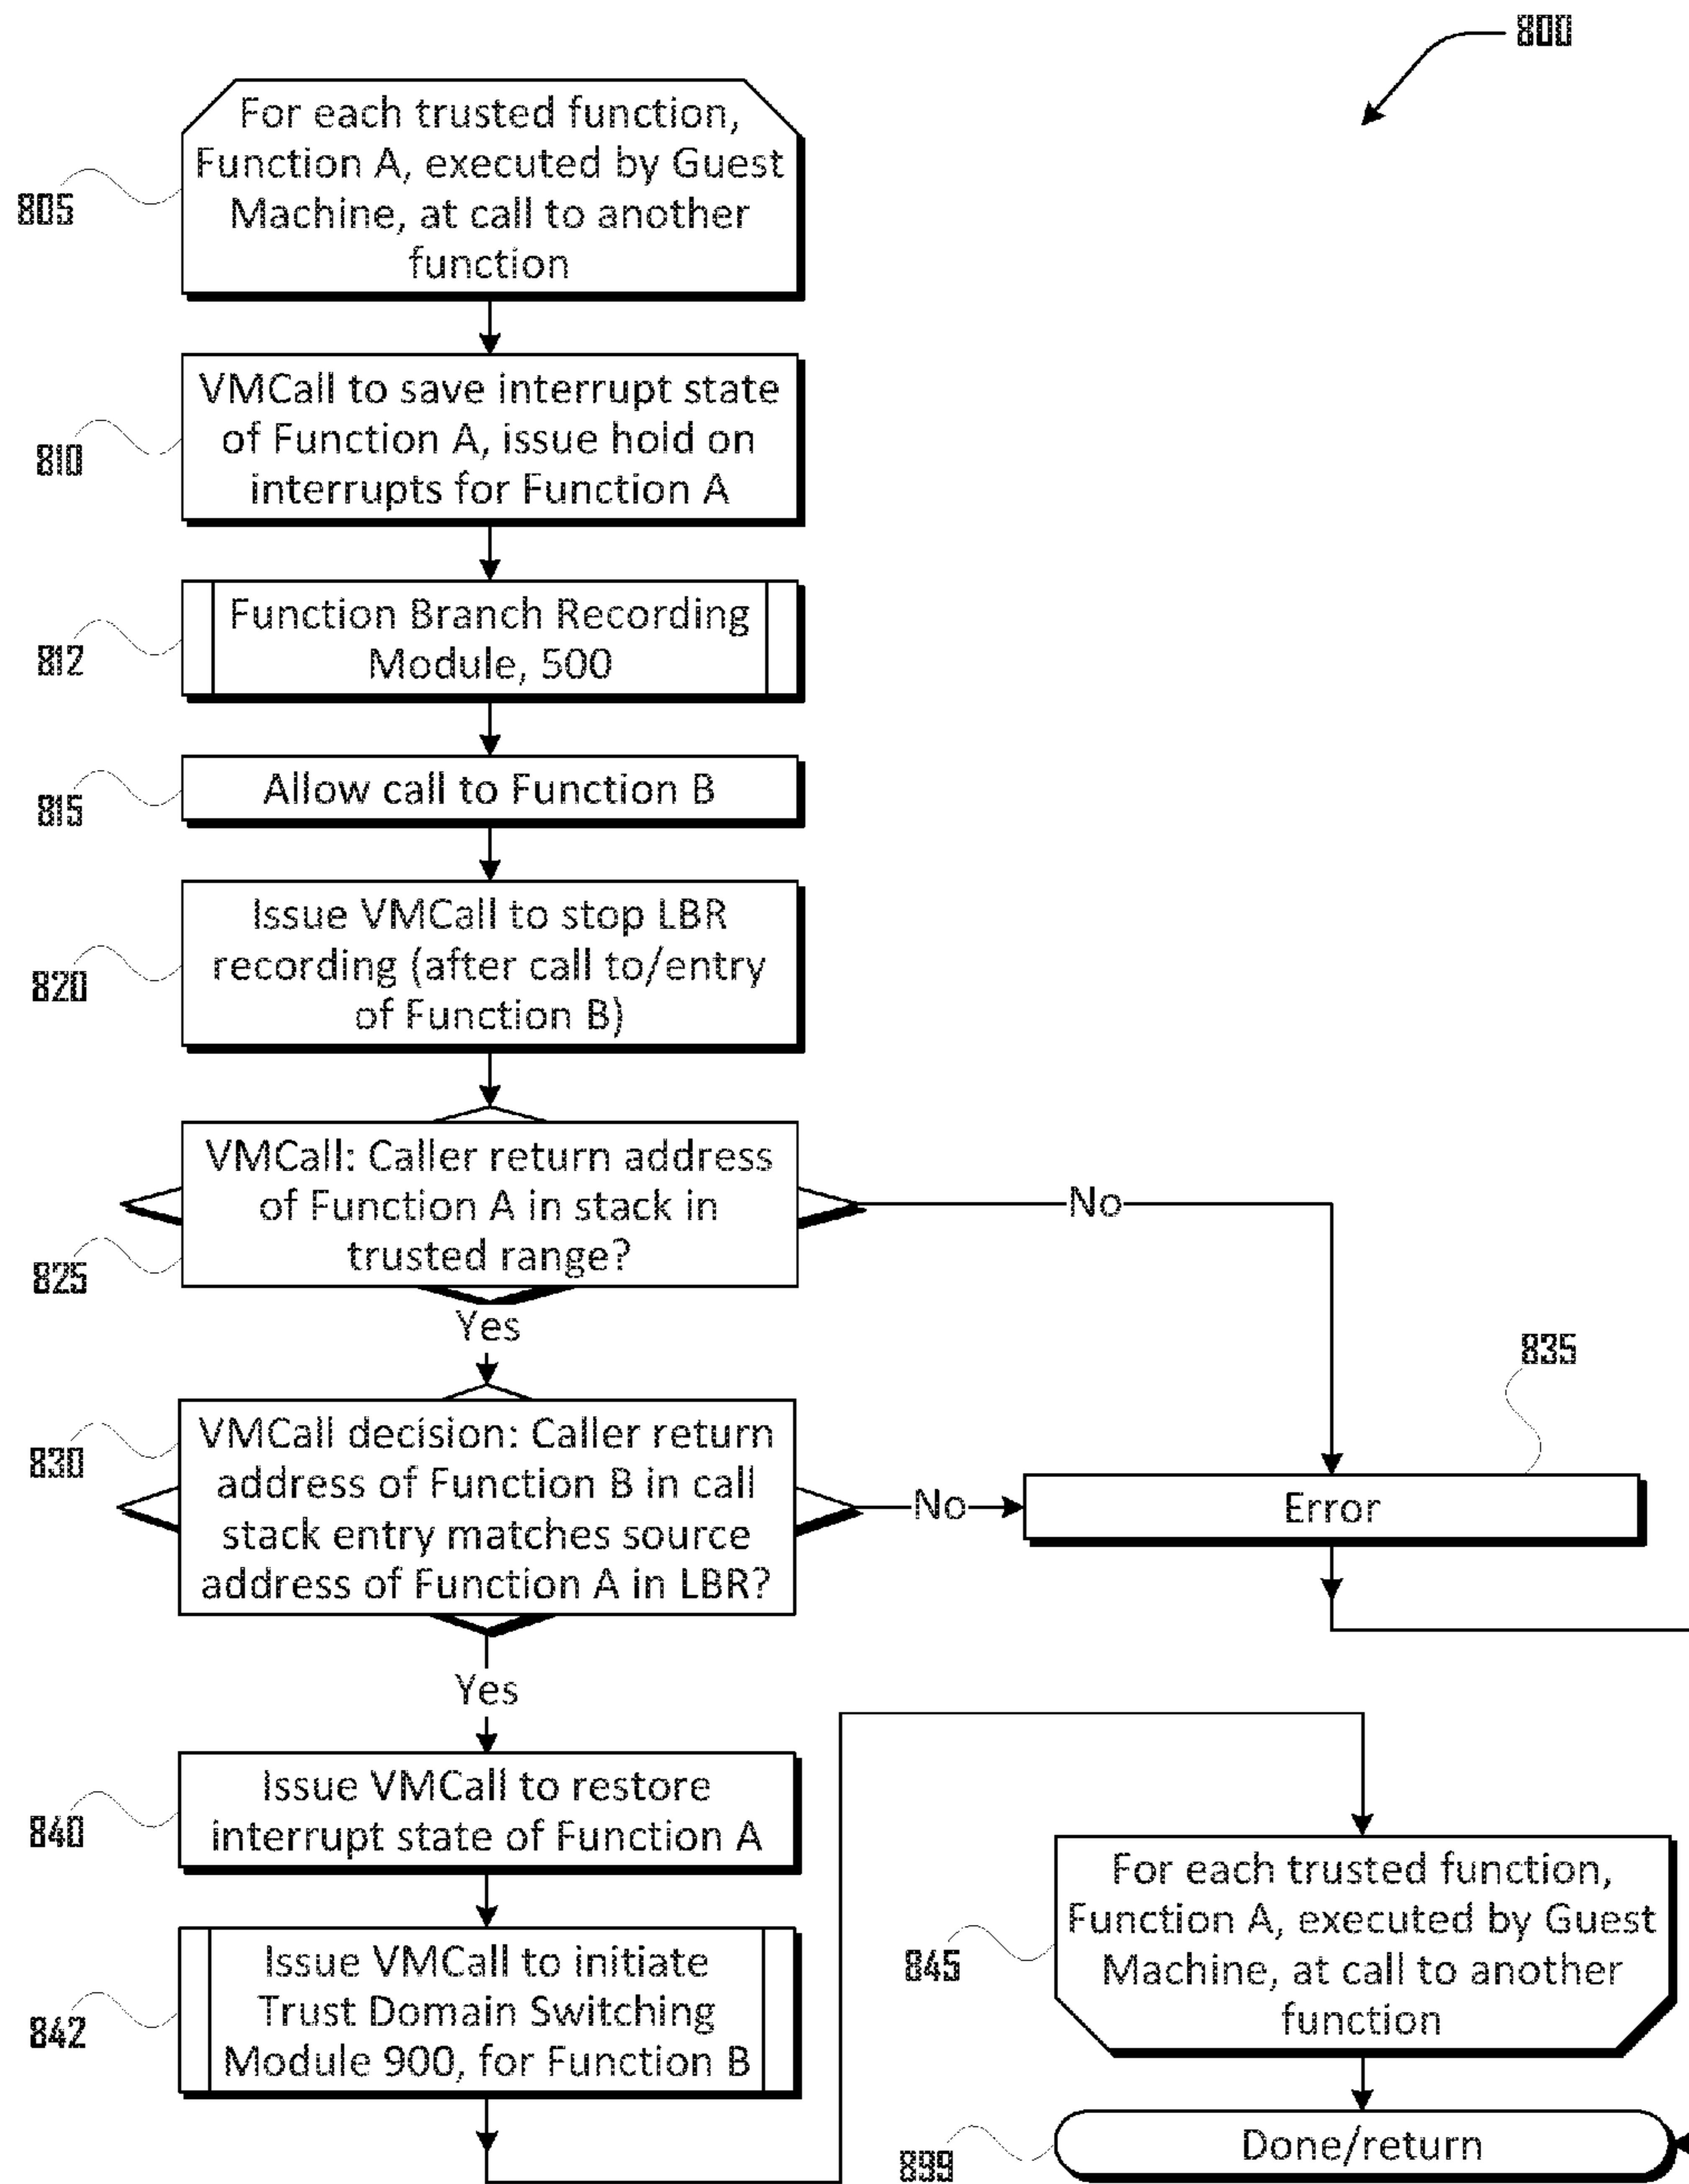 800
For each trusted function,
Function A, executed by Guest
Machine, at call to another
function
805
VMCall to save interrupt state
of Function A, issue hold on
interrupts for Function A
810
Function Branch Recording
Module, 500
812
Allow call to Function B
815
Issue VMCall to stop LBR
recording (after call to/entry
of Function B)
820
VMCall: Caller return address
of Function A in stack in
trusted range?
825
No
Yes
VMCall decision: Caller return
address of Function B in call
stack entry matches source
address of Function A in LBR?
830
No
835
Error
Yes
Issue VMCall to restore
interrupt state of Function A
840
Issue VMCall to initiate
Trust Domain Switching
Module 900, for Function B
842
For each trusted function,
Function A, executed by Guest
Machine, at call to another
function
845
Done/return
899